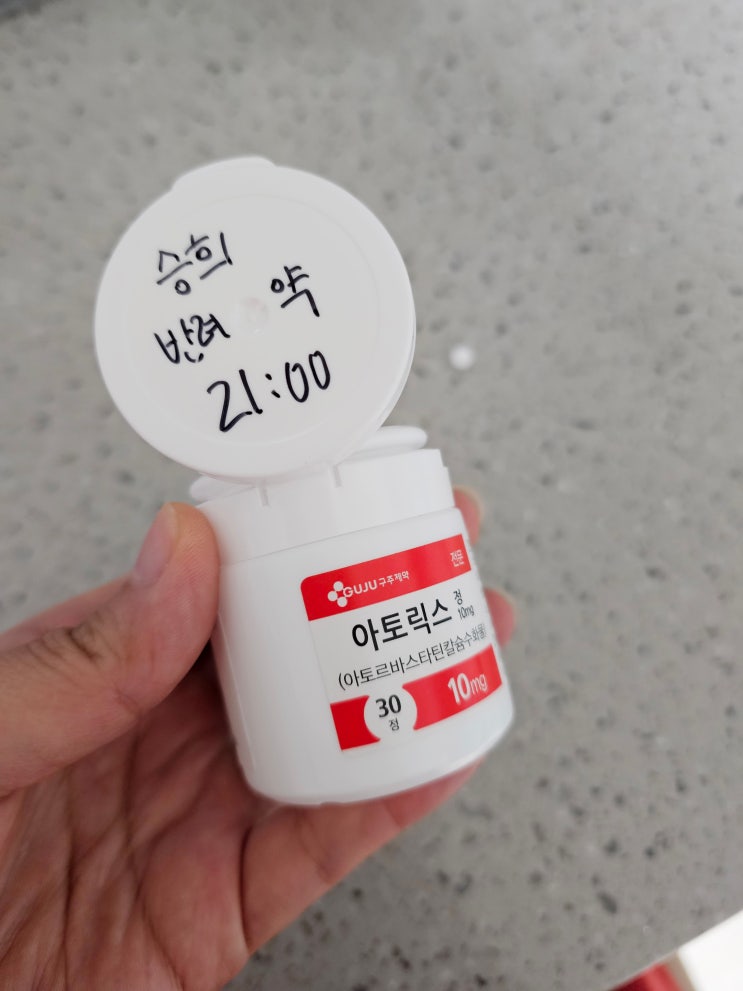 승희
반려 약
21:00
GUJU 구주제약
전문
아토릭스 정
10mg
(아토르바스타틴칼슘수화물)
30
정
10mg